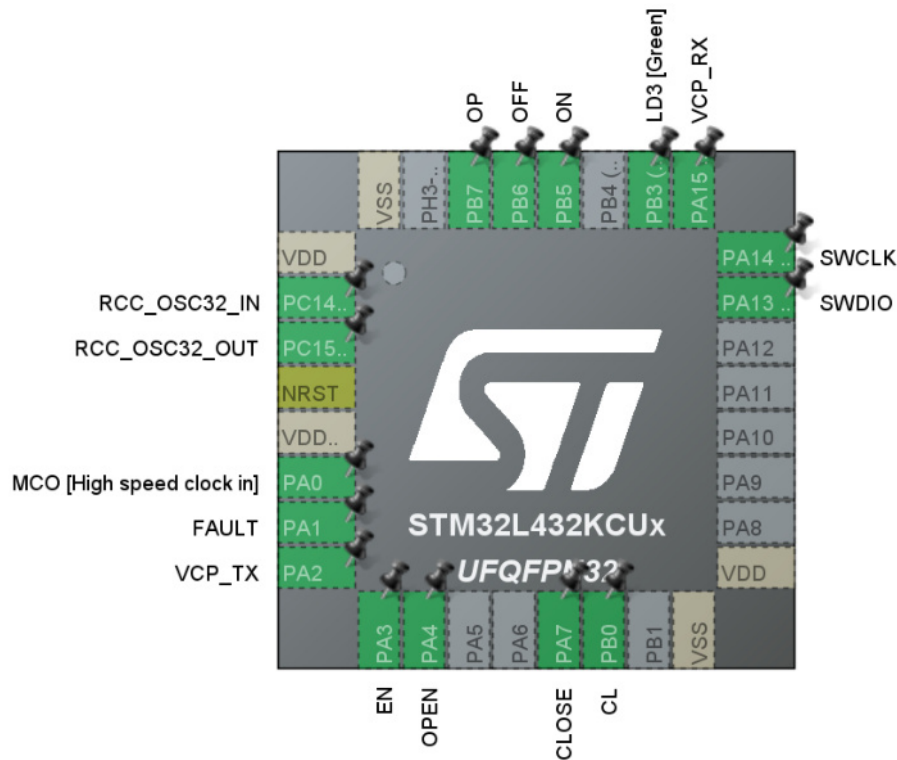 OP
OFF
ON
LD3 [Green]
VCP_RX
VSS
PH3-..
PB7
PB6
PB5
PB4 (..
PB3 (..
PA15 ..
VDD
PA14 .. SWCLK
RCC_OSC32_IN PC14..
PA13 .. SWDIO
RCC_OSC32_OUT PC15..
PA12
NRST
PA11
VDD..
PA10
MCO [High speed clock in] PA0
PA9
FAULT PA1
STM32L432KCUx
PA8
VCP_TX PA2
UFQFPN32
VDD
PA3
PA4
PA5
PA6
PA7
PB0
PB1
VSS
EN
OPEN
CLOSE
CL
ST